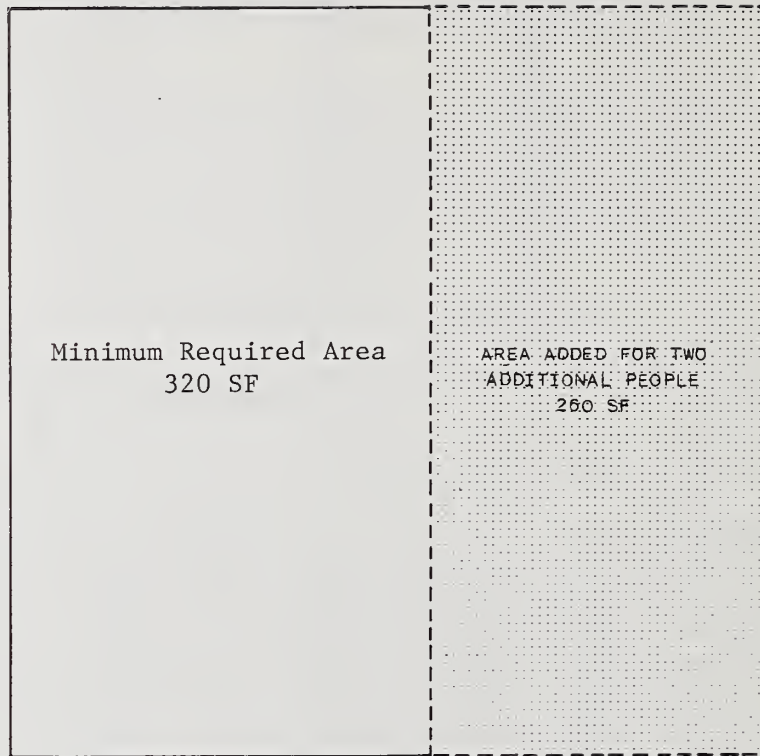 Minimum Required Area
320 SF
AREA ADDED FOR TWO
ADDITIONAL PEOPLE
260 SF